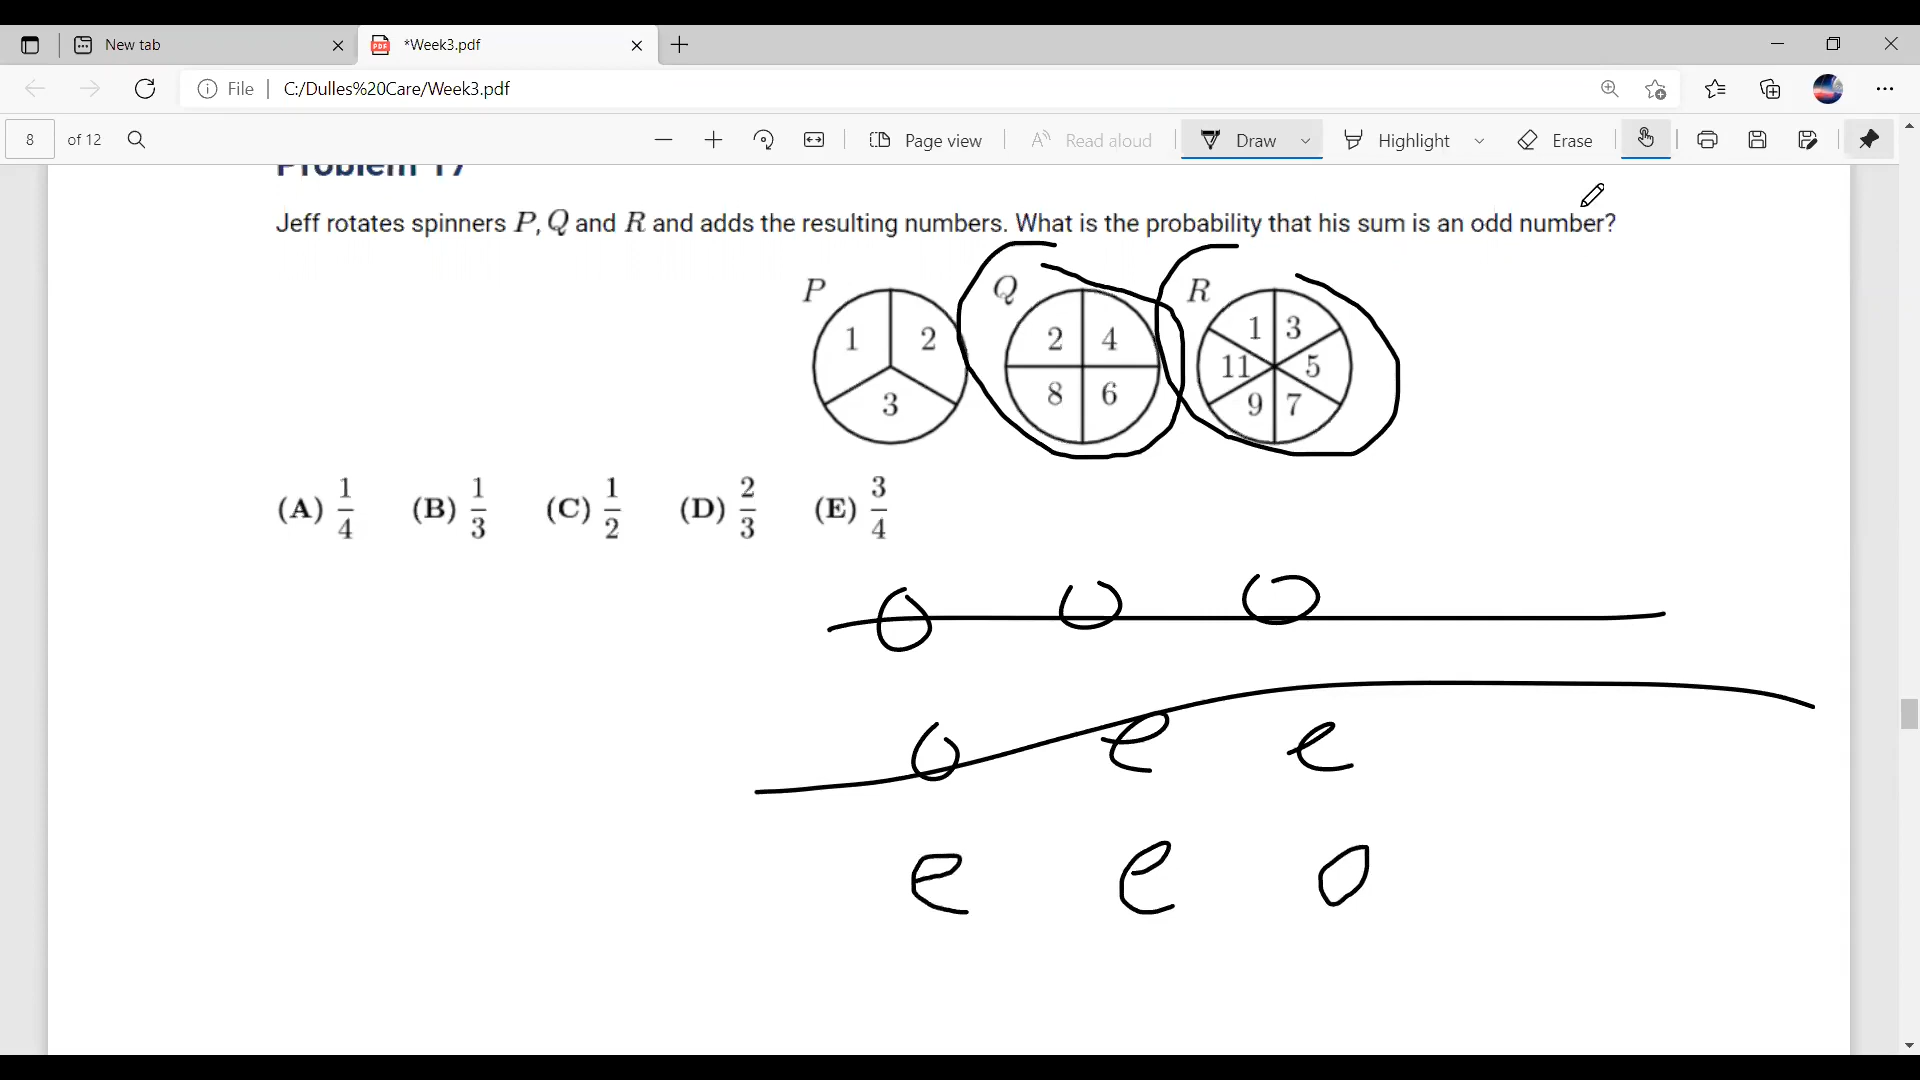 New tab
*Week3.pdf
File C:/Dulles%20Care/Week3.pdf
8 of 12 Page view Read aloud Draw Highlight Erase
Problem 17
Jeff rotates spinners P, Q and R and adds the resulting numbers. What is the probability that his sum is an odd number?
P 1 2 3
Q 2 4 8 6
R 1 3 11 5 9 7
(A) 1/4 (B) 1/3 (C) 1/2 (D) 2/3 (E) 3/4
o o o
o e e
e e o